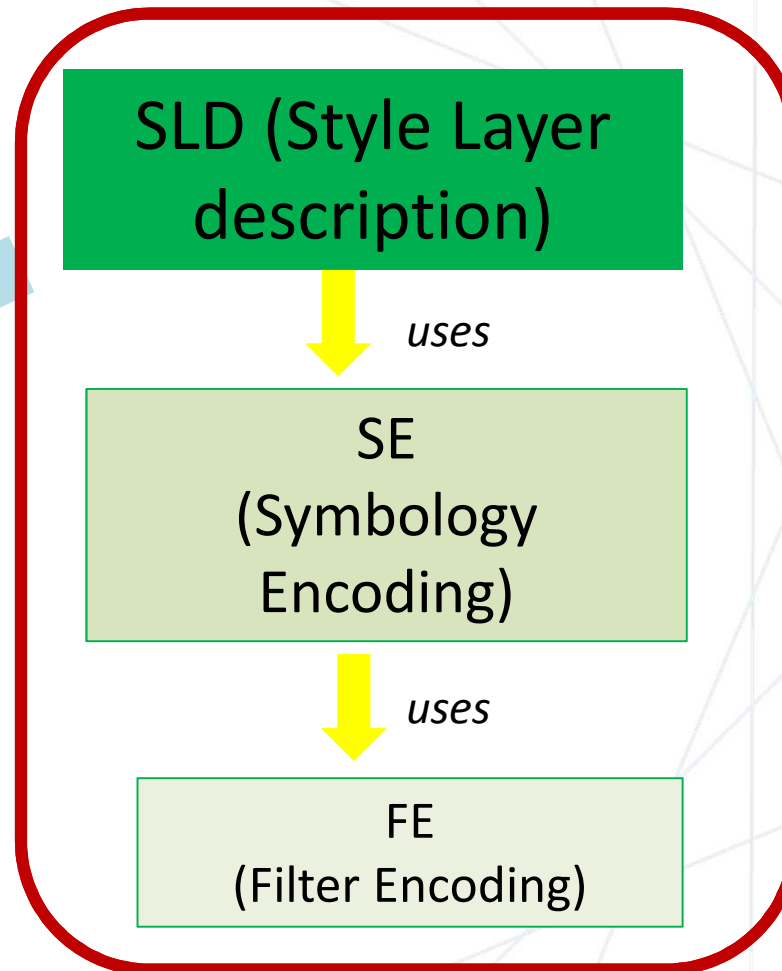 SLD (Style Layer
description)
uses
SE
(Symbology
Encoding)
uses
FE
(Filter Encoding)